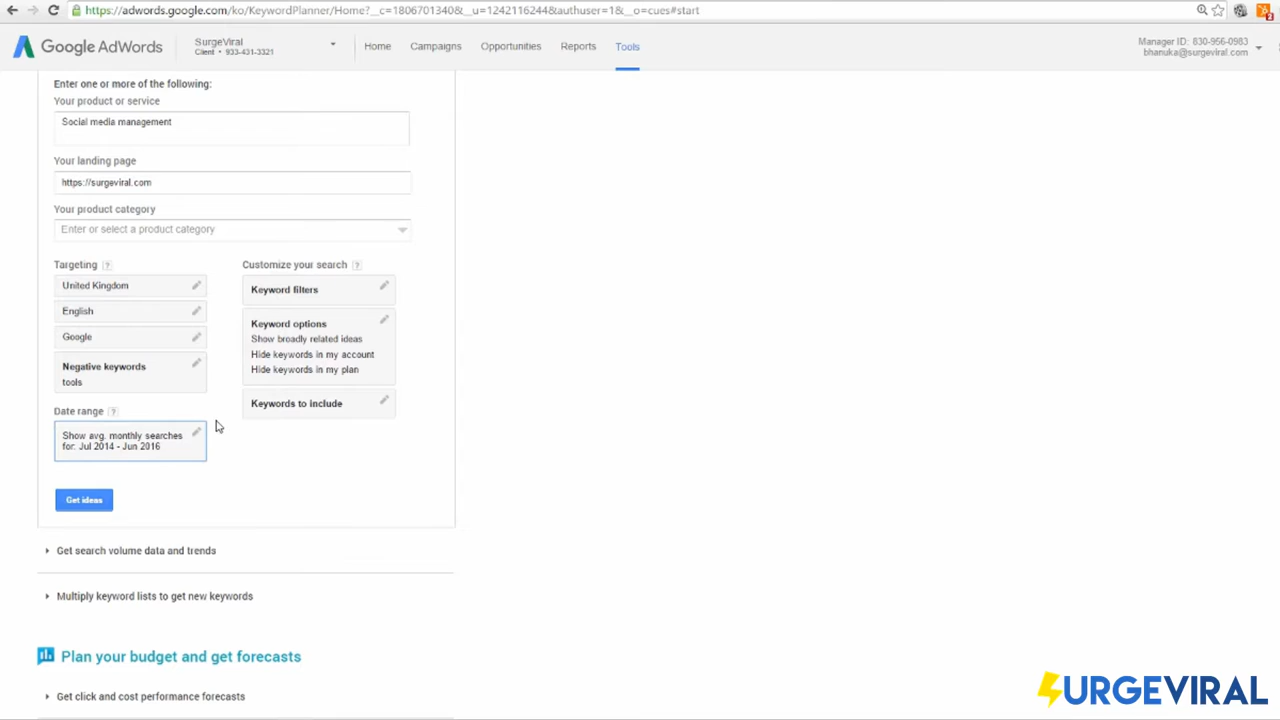 https://adwords.google.com/ko/KeywordPlanner/Home?__c=1806701340&__u=1242116244&authuser=1&__o=cues#start
Google AdWords
SurgeViral
Client • 933-431-3321
Home
Campaigns
Opportunities
Reports
Tools
Manager ID: 830-956-0983
bhanuka@surgeviral.com
Enter one or more of the following:
Your product or service
Social media management
Your landing page
https://surgeviral.com
Your product category
Enter or select a product category
Targeting ?
United Kingdom
English
Google
Negative keywords
tools
Date range ?
Show avg. monthly searches
for: Jul 2014 - Jun 2016
Customize your search ?
Keyword filters
Keyword options
Show broadly related ideas
Hide keywords in my account
Hide keywords in my plan
Keywords to include
Get ideas
Get search volume data and trends
Multiply keyword lists to get new keywords
Plan your budget and get forecasts
Get click and cost performance forecasts
SURGEVIRAL